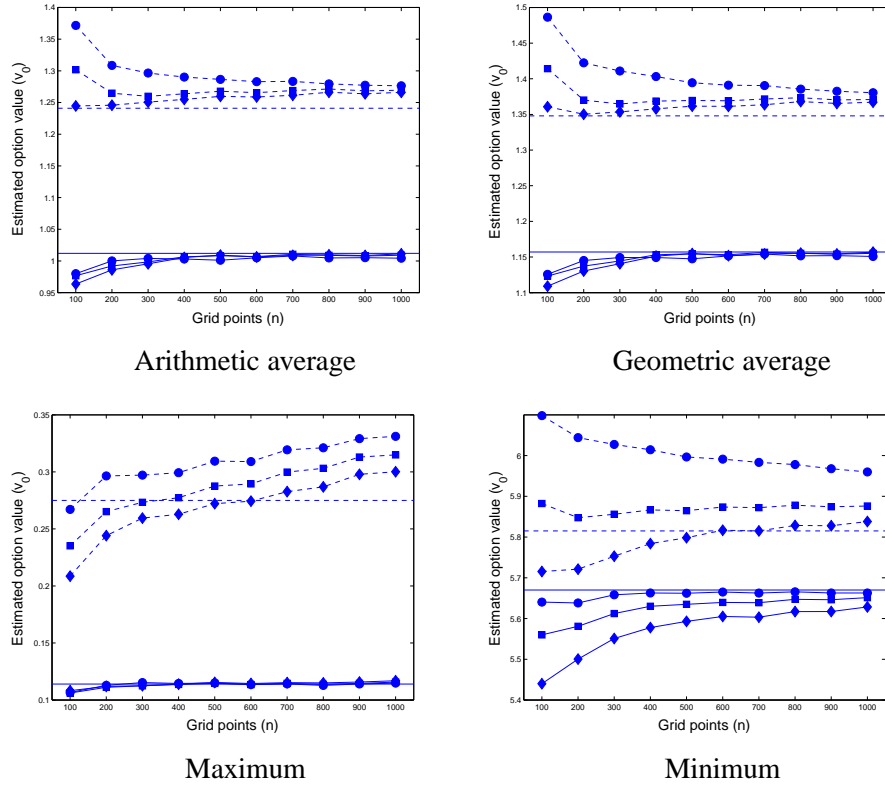 1.4
1.35
1.3
1.25
1.2
1.15
1.1
1.05
1
0.95
Estimated option value (v0)
100 200 300 400 500 600 700 800 900 1000
Grid points (n)
Arithmetic average
1.5
1.45
1.4
1.35
1.3
1.25
1.2
1.15
1.1
Estimated option value (v0)
100 200 300 400 500 600 700 800 900 1000
Grid points (n)
Geometric average
0.35
0.3
0.25
0.2
0.15
0.1
Estimated option value (v0)
100 200 300 400 500 600 700 800 900 1000
Grid points (n)
Maximum
6
5.9
5.8
5.7
5.6
5.5
5.4
Estimated option value (v0)
100 200 300 400 500 600 700 800 900 1000
Grid points (n)
Minimum